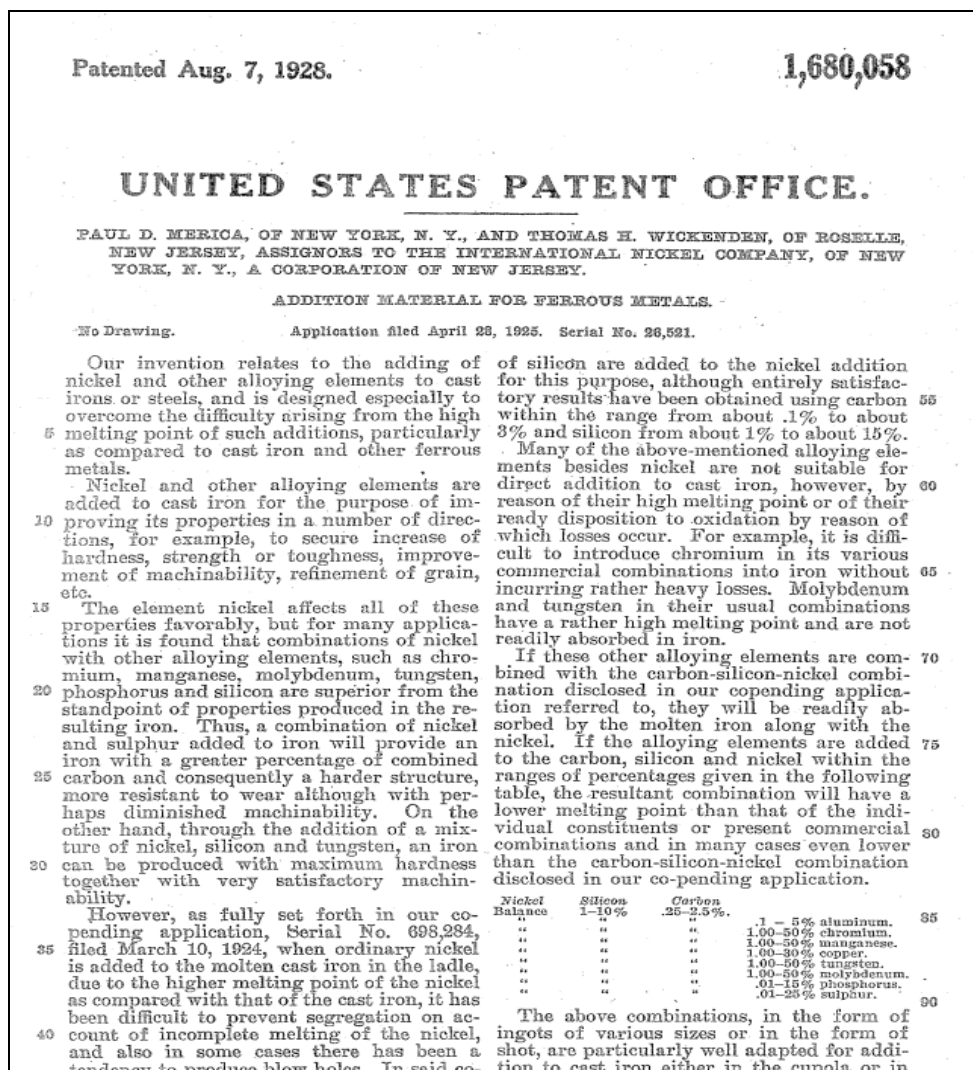 Patented Aug. 7, 1928.
1,680,058
UNITED STATES PATENT OFFICE.
PAUL D. MERICA, OF NEW YORK, N. Y., AND THOMAS H. WICKENDEN, OF ROSELLE,
NEW JERSEY, ASSIGNORS TO THE INTERNATIONAL NICKEL COMPANY, OF NEW
YORK, N. Y., A CORPORATION OF NEW JERSEY.
ADDITION MATERIAL FOR FERROUS METALS.
No Drawing. Application filed April 28, 1925. Serial No. 26,521.
Our invention relates to the adding of
nickel and other alloying elements to cast
irons or steels, and is designed especially to
overcome the difficulty arising from the high
5 melting point of such additions, particularly
as compared to cast iron and other ferrous
metals.
Nickel and other alloying elements are
added to cast iron for the purpose of im-
10 proving its properties in a number of direc-
tions, for example, to secure increase of
hardness, strength or toughness, improve-
ment of machinability, refinement of grain,
etc.
15 The element nickel affects all of these
properties favorably, but for many applica-
tions it is found that combinations of nickel
with other alloying elements, such as chro-
mium, manganese, molybdenum, tungsten,
20 phosphorus and silicon are superior from the
standpoint of properties produced in the re-
sulting iron. Thus, a combination of nickel
and sulphur added to iron will provide an
iron with a greater percentage of combined
25 carbon and consequently a harder structure,
more resistant to wear although with per-
haps diminished machinability. On the
other hand, through the addition of a mix-
ture of nickel, silicon and tungsten, an iron
30 can be produced with maximum hardness
together with very satisfactory machin-
ability.
However, as fully set forth in our co-
pending application, Serial No. 698,284,
35 filed March 10, 1924, when ordinary nickel
is added to the molten cast iron in the ladle,
due to the higher melting point of the nickel
as compared with that of the cast iron, it has
been difficult to prevent segregation on ac-
40 count of incomplete melting of the nickel,
and also in some cases there has been a
tendency to produce blow holes. In said co-
of silicon are added to the nickel addition
for this purpose, although entirely satisfac-
tory results have been obtained using carbon 55
within the range from about .1% to about
3% and silicon from about 1% to about 15%.
Many of the above-mentioned alloying ele-
ments besides nickel are not suitable for
direct addition to cast iron, however, by 60
reason of their high melting point or of their
ready disposition to oxidation by reason of
which losses occur. For example, it is diffi-
cult to introduce chromium in its various
commercial combinations into iron without 65
incurring rather heavy losses. Molybdenum
and tungsten in their usual combinations
have a rather high melting point and are not
readily absorbed in iron.
If these other alloying elements are com- 70
bined with the carbon-silicon-nickel combi-
nation disclosed in our copending applica-
tion referred to, they will be readily ab-
sorbed by the molten iron along with the
nickel. If the alloying elements are added 75
to the carbon, silicon and nickel within the
ranges of percentages given in the following
table, the resultant combination will have a
lower melting point than that of the indi-
vidual constituents or present commercial 80
combinations and in many cases even lower
than the carbon-silicon-nickel combination
disclosed in our co-pending application.
Nickel Silicon Carbon
Balance 1–10% .25–2.5%. 85
" " " .1 – 5% aluminum.
" " " 1.00–50% chromium.
" " " 1.00–50% manganese.
" " " 1.00–30% copper.
" " " 1.00–50% tungsten.
" " " 1.00–50% molybdenum.
" " " .01–15% phosphorus.
" " " .01–25% sulphur. 90
The above combinations, in the form of
ingots of various sizes or in the form of
shot, are particularly well adapted for addi-
tion to cast iron either in the cupola or in